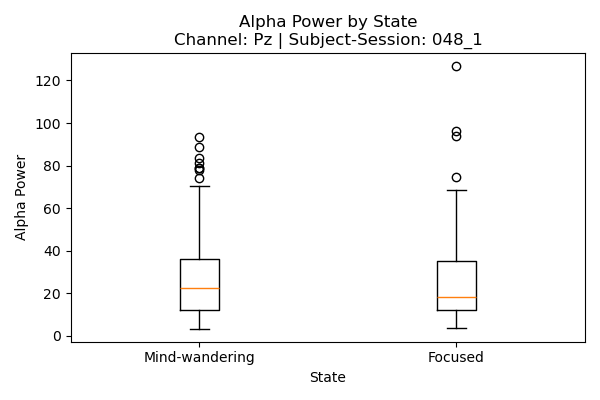 Alpha Power by State
Channel: Pz | Subject-Session: 048_1
Alpha Power
120
100
80
60
40
20
0
Mind-wandering
Focused
State